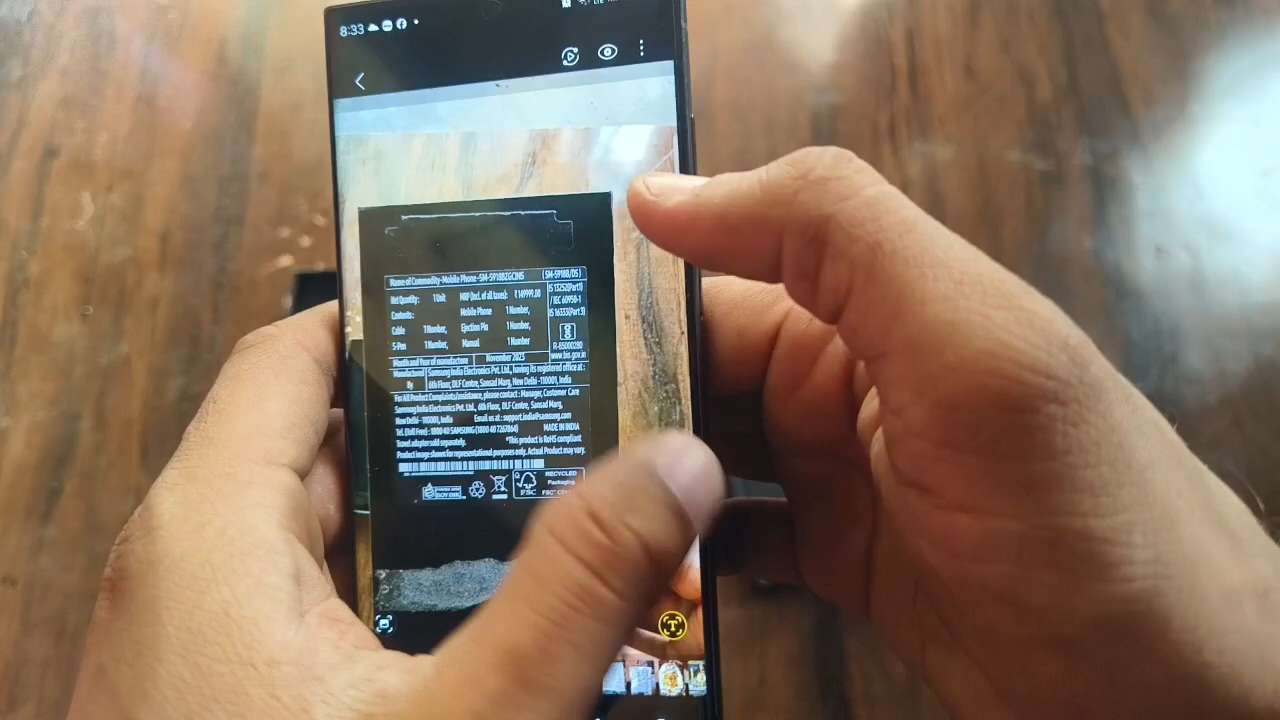 8:33
LTE
Name of Commodity-Mobile Phone-SM-S918BZGCINS (SM-S918B/DS)
Net Quantity: 1 Unit MRP (Incl. of all taxes): ₹149999.00
Contents: Mobile Phone 1 Number,
Cable 1 Number, Ejection Pin 1 Number,
S-Pen 1 Number, Manual 1 Number
IS 13252(Part1)
/ IEC 60950-1
IS 16333(Part 3)
R-65000280
www.bis.gov.in
Month and Year of manufacture November 2023
Manufactured By Samsung India Electronics Pvt. Ltd., having its registered office at :
6th Floor, DLF Centre, Sansad Marg, New Delhi -110001, India
For All Product Complaints/assistance, please contact : Manager, Customer Care
Samsung India Electronics Pvt. Ltd., 6th Floor, DLF Centre, Sansad Marg,
New Delhi - 110001, India Email us at : support.india@samsung.com
Tel. (Toll Free) : 1800 40 SAMSUNG (1800 40 7267864) MADE IN INDIA
Travel adapter sold separately. *This product is RoHS compliant
Product image shown for representational purposes only. Actual Product may vary.
SOY INK
FSC
RECYCLED
Packaging
FSC®
T